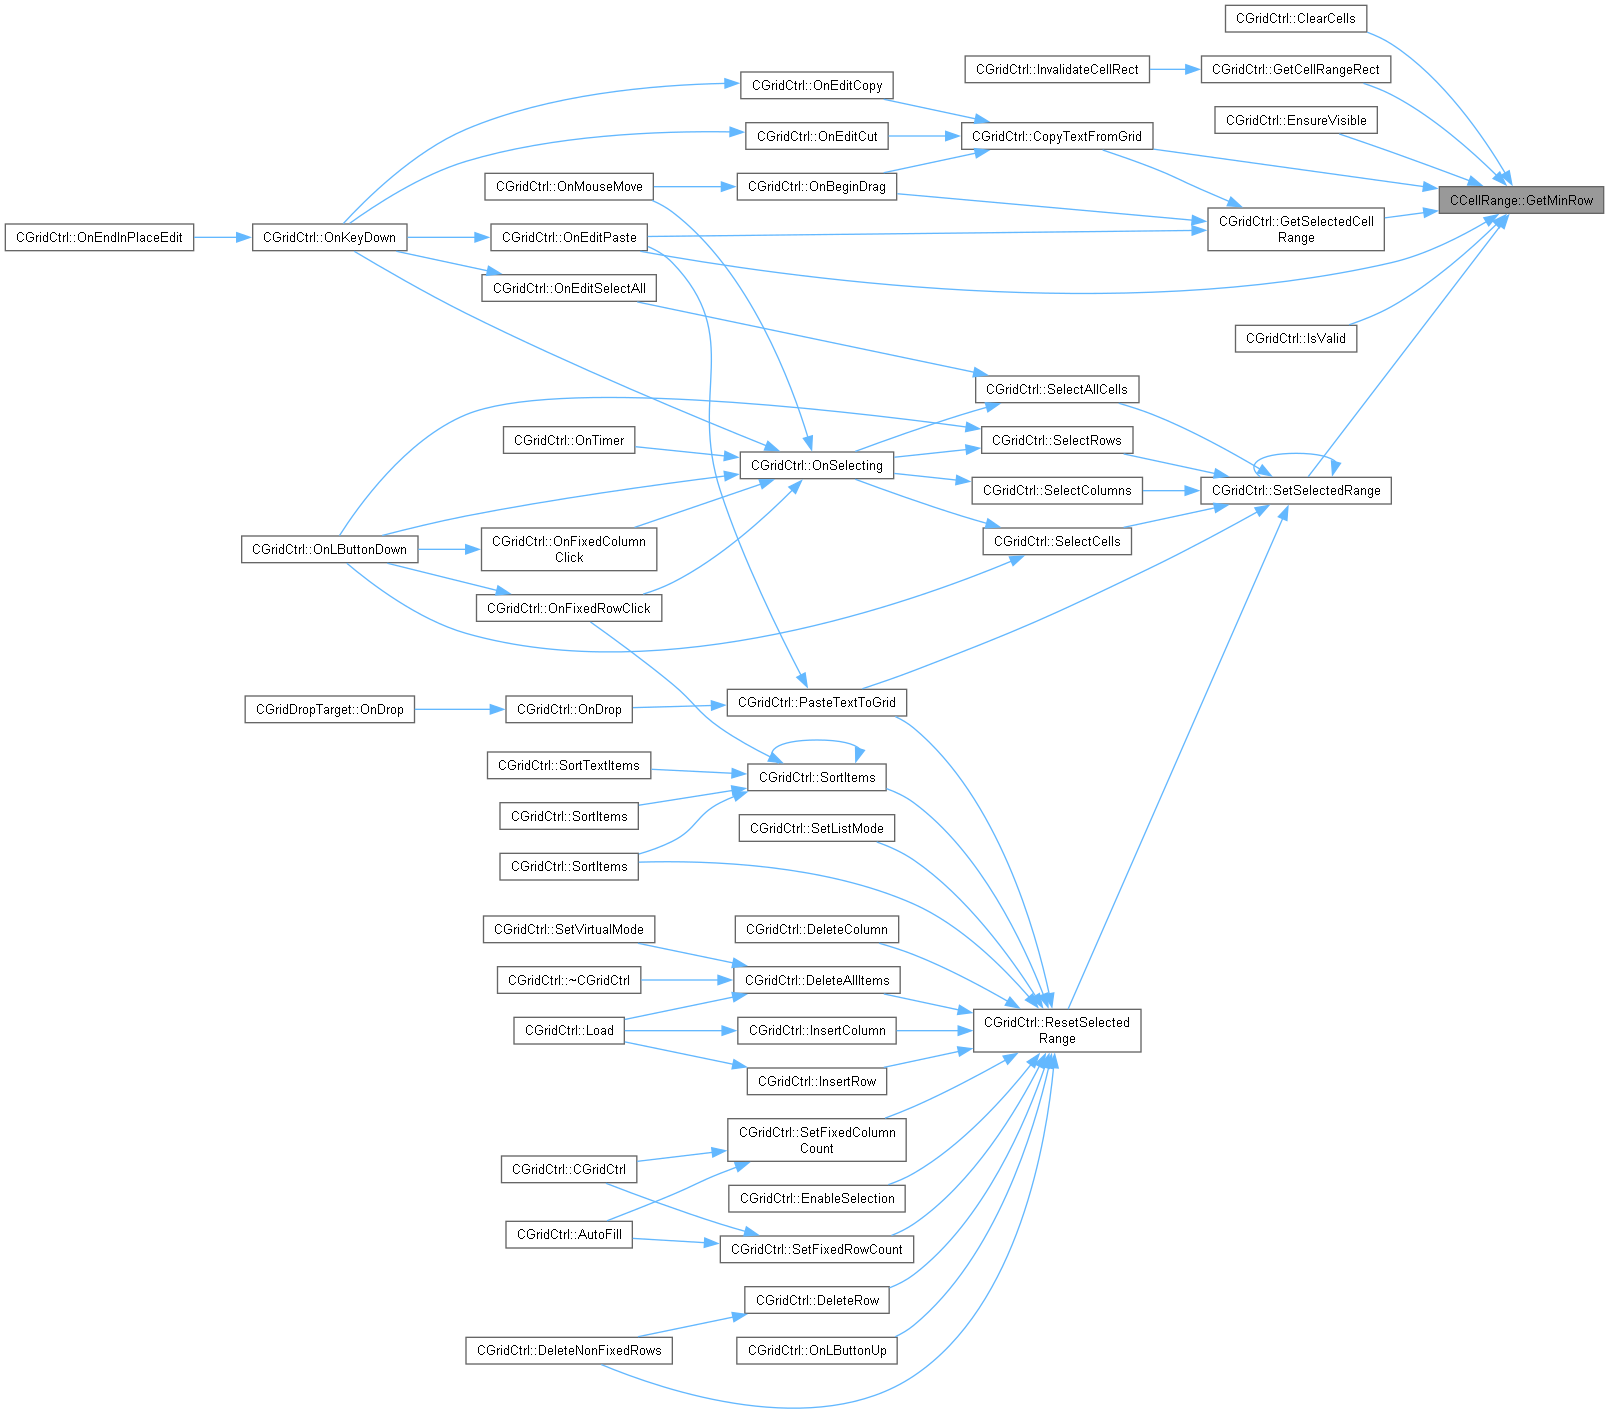 CGridCtrl::ClearCells
CGridCtrl::InvalidateCellRect
CGridCtrl::GetCellRangeRect
CGridCtrl::OnEditCopy
CGridCtrl::EnsureVisible
CGridCtrl::OnEditCut
CGridCtrl::CopyTextFromGrid
CGridCtrl::OnMouseMove
CGridCtrl::OnBeginDrag
CCellRange::GetMinRow
CGridCtrl::GetSelectedCell
Range
CGridCtrl::OnEndInPlaceEdit
CGridCtrl::OnKeyDown
CGridCtrl::OnEditPaste
CGridCtrl::OnEditSelectAll
CGridCtrl::IsValid
CGridCtrl::SelectAllCells
CGridCtrl::OnTimer
CGridCtrl::SelectRows
CGridCtrl::OnSelecting
CGridCtrl::SelectColumns
CGridCtrl::SetSelectedRange
CGridCtrl::OnLButtonDown
CGridCtrl::OnFixedColumn
Click
CGridCtrl::SelectCells
CGridCtrl::OnFixedRowClick
CGridDropTarget::OnDrop
CGridCtrl::OnDrop
CGridCtrl::PasteTextToGrid
CGridCtrl::SortTextItems
CGridCtrl::SortItems
CGridCtrl::SortItems
CGridCtrl::SetListMode
CGridCtrl::SortItems
CGridCtrl::SetVirtualMode
CGridCtrl::DeleteColumn
CGridCtrl::~CGridCtrl
CGridCtrl::DeleteAllItems
CGridCtrl::Load
CGridCtrl::InsertColumn
CGridCtrl::ResetSelected
Range
CGridCtrl::InsertRow
CGridCtrl::SetFixedColumn
Count
CGridCtrl::CGridCtrl
CGridCtrl::EnableSelection
CGridCtrl::AutoFill
CGridCtrl::SetFixedRowCount
CGridCtrl::DeleteRow
CGridCtrl::DeleteNonFixedRows
CGridCtrl::OnLButtonUp